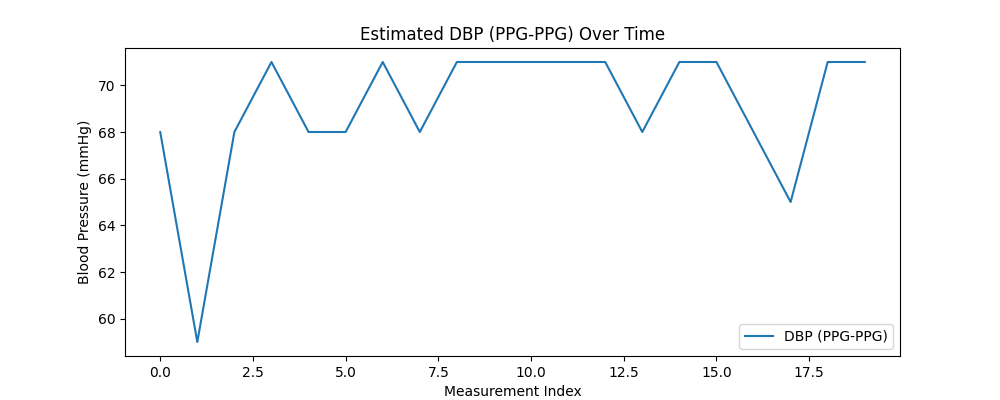 Estimated DBP (PPG-PPG) Over Time
Blood Pressure (mmHg)
70
68
66
64
62
60
DBP (PPG-PPG)
0.0 2.5 5.0 7.5 10.0 12.5 15.0 17.5
Measurement Index